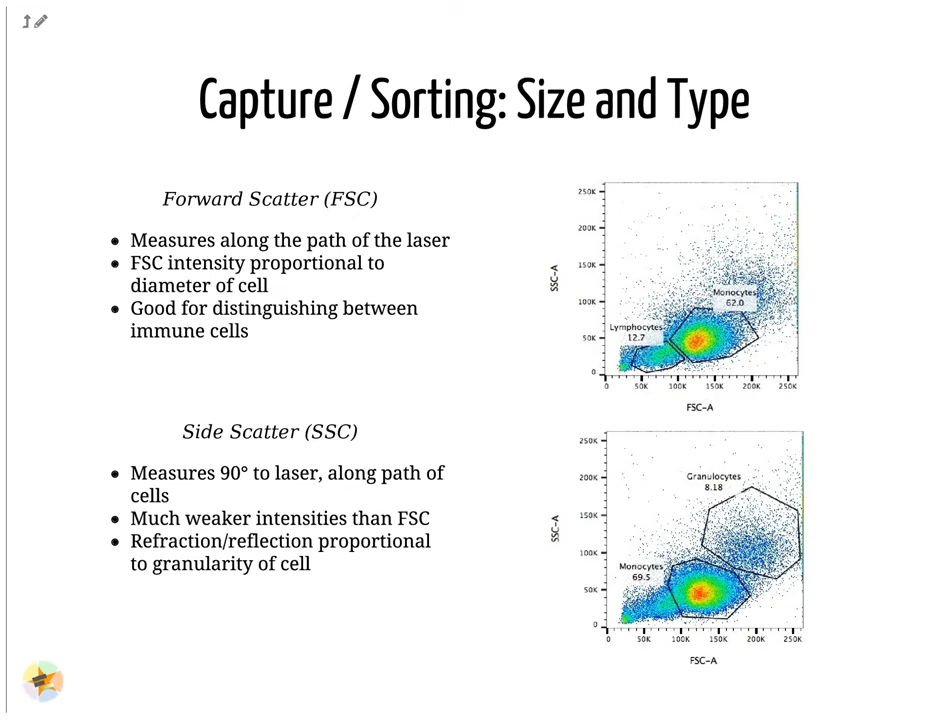 Capture / Sorting: Size and Type
Forward Scatter (FSC)
Measures along the path of the laser
FSC intensity proportional to
diameter of cell
Good for distinguishing between
immune cells
250K
200K
150K
100K
50K
0
SSC-A
Monocytes
62.0
Lymphocytes
12.7
0 50K 100K 150K 200K 250K
FSC-A
Side Scatter (SSC)
Measures 90° to laser, along path of
cells
Much weaker intensities than FSC
Refraction/reflection proportional
to granularity of cell
250K
200K
150K
100K
50K
0
SSC-A
Granulocytes
8.18
Monocytes
69.5
0 50K 100K 150K 200K 250K
FSC-A